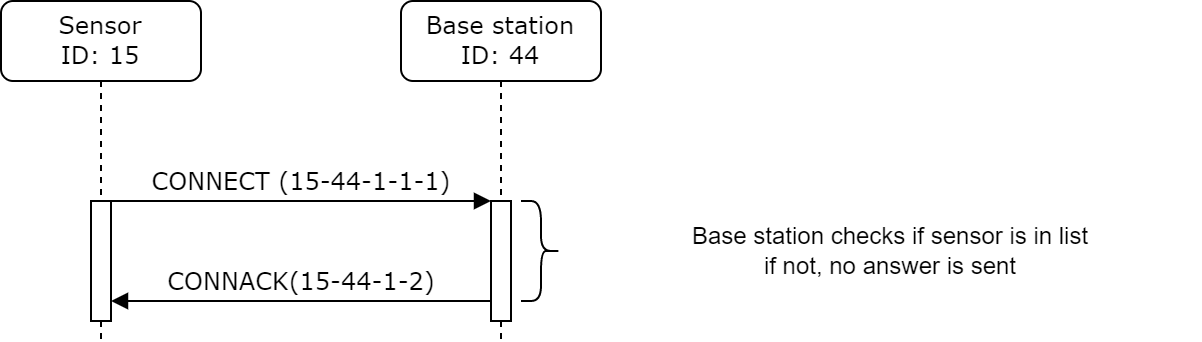 Sensor
ID: 15
Base station
ID: 44
CONNECT (15-44-1-1-1)
CONNACK(15-44-1-2)
Base station checks if sensor is in list
if not, no answer is sent